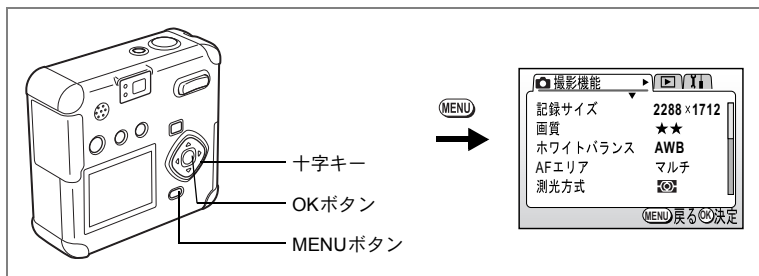 十字キー
OKボタン
MENUボタン
MENU
撮影機能
記録サイズ 2288×1712
画質 ★★
ホワイトバランス AWB
AFエリア マルチ
測光方式
MENU戻るOK決定